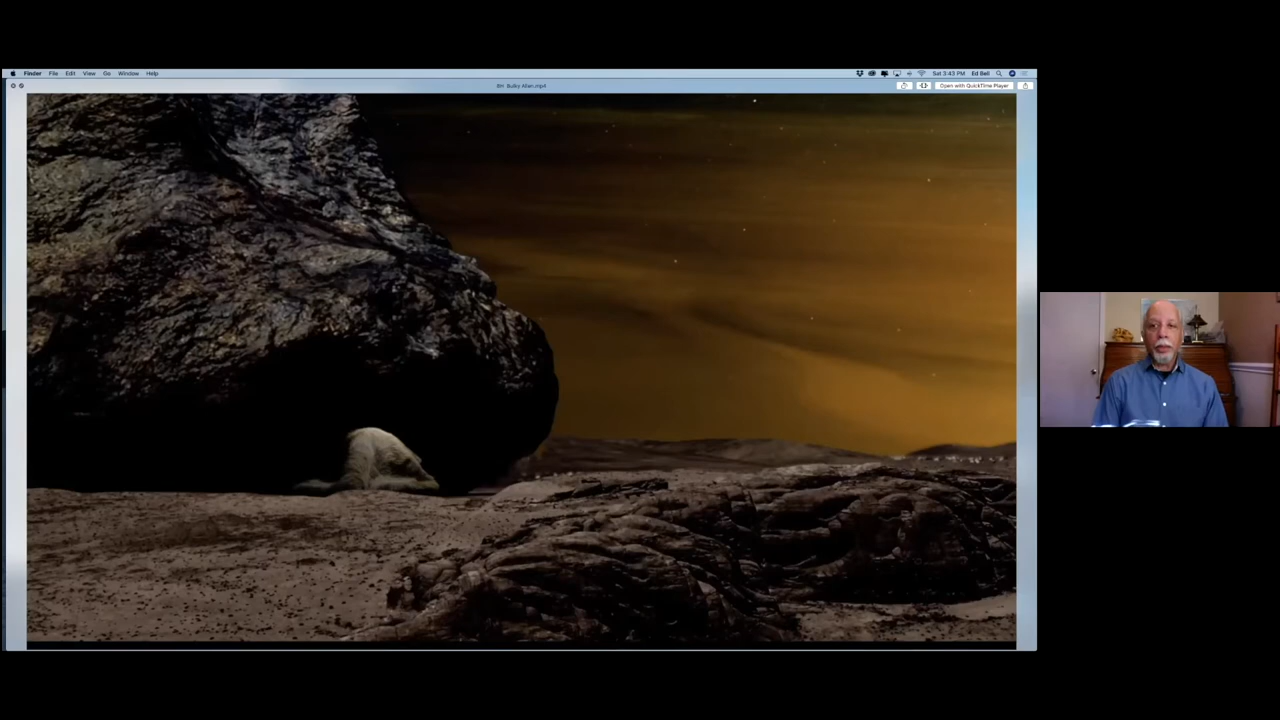 Finder File Edit View Go Window Help Sat 3:43 PM Ed Bell
Open with QuickTime Player